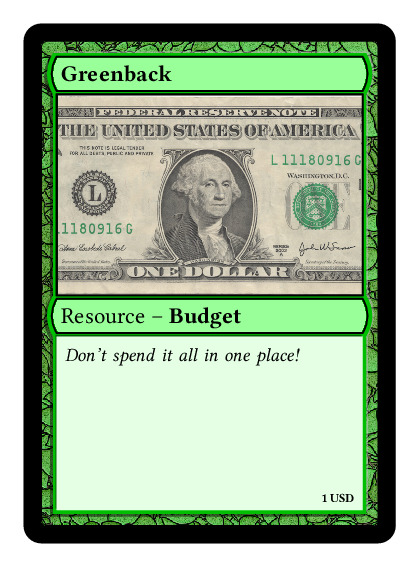 Greenback
FEDERAL RESERVE NOTE
THE UNITED STATES OF AMERICA
THIS NOTE IS LEGAL TENDER
FOR ALL DEBTS, PUBLIC AND PRIVATE
L 11180916 G
WASHINGTON, D.C.
L
11180916 G
SERIES
ONE DOLLAR
Resource – Budget
Don't spend it all in one place!
1 USD